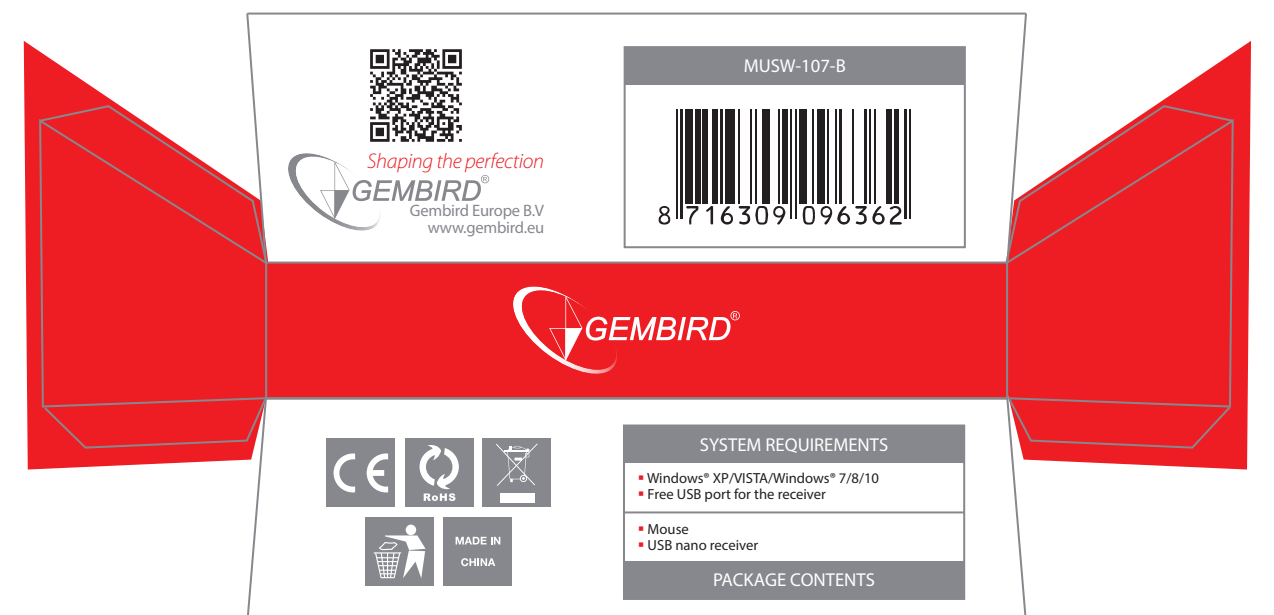 Shaping the perfection
GEMBIRD®
Gembird Europe B.V
www.gembird.eu
MUSW-107-B
8 716309 096362
GEMBIRD®
CE
RoHS
MADE IN
CHINA
SYSTEM REQUIREMENTS
▪ Windows® XP/VISTA/Windows® 7/8/10
▪ Free USB port for the receiver
▪ Mouse
▪ USB nano receiver
PACKAGE CONTENTS